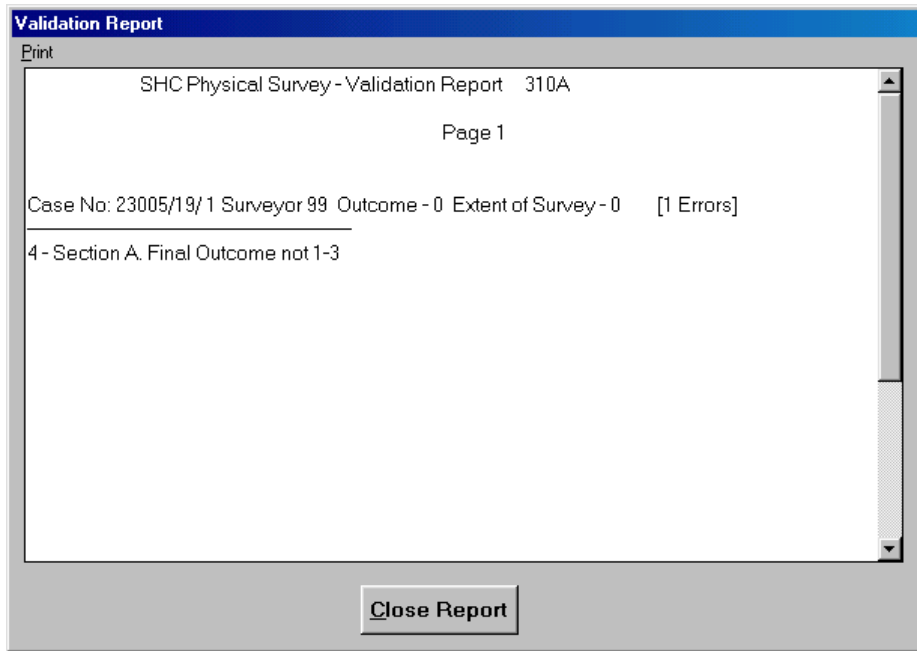 Validation Report
Print
SHC Physical Survey - Validation Report 310A
Page 1
Case No: 23005/19/ 1 Surveyor 99 Outcome - 0 Extent of Survey - 0 [1 Errors]
4 - Section A. Final Outcome not 1-3
Close Report